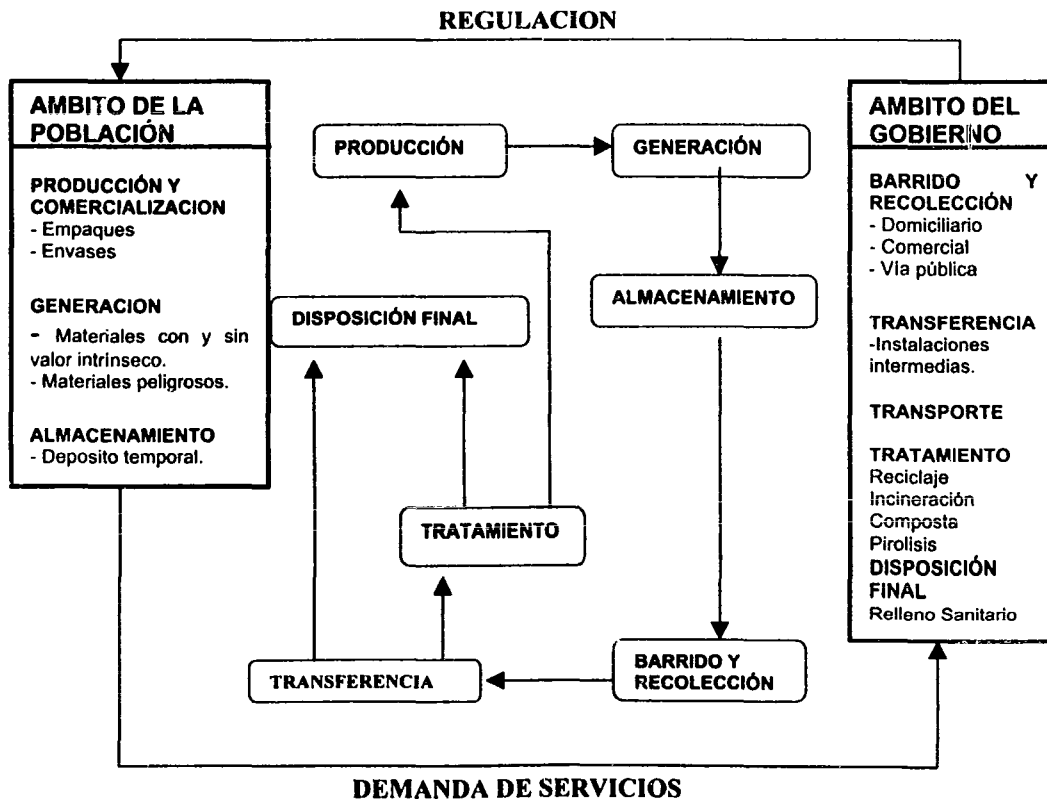 REGULACION
AMBITO DE LA
POBLACIÓN
PRODUCCIÓN Y
COMERCIALIZACION
- Empaques
- Envases
GENERACION
- Materiales con y sin
valor intrínseco.
- Materiales peligrosos.
ALMACENAMIENTO
- Deposito temporal.
PRODUCCIÓN
GENERACIÓN
ALMACENAMIENTO
DISPOSICIÓN FINAL
TRATAMIENTO
TRANSFERENCIA
BARRIDO Y
RECOLECCIÓN
AMBITO DEL
GOBIERNO
BARRIDO Y
RECOLECCIÓN
- Domiciliario
- Comercial
- Vía pública
TRANSFERENCIA
-Instalaciones
intermedias.
TRANSPORTE
TRATAMIENTO
Reciclaje
Incineración
Composta
Pirolisis
DISPOSICIÓN
FINAL
Relleno Sanitario
DEMANDA DE SERVICIOS